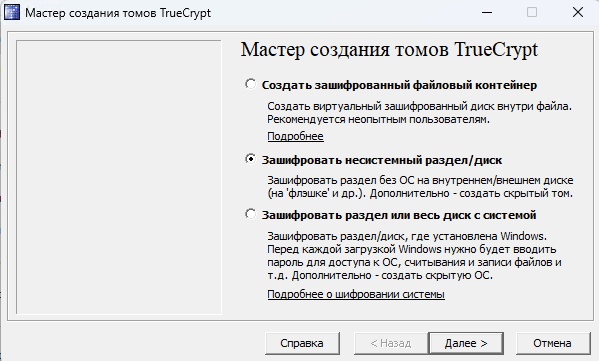 Мастер создания томов TrueCrypt
Мастер создания томов TrueCrypt
Создать зашифрованный файловый контейнер
Создать виртуальный зашифрованный диск внутри файла.
Рекомендуется неопытным пользователям.
Подробнее
Зашифровать несистемный раздел/диск
Зашифровать раздел без ОС на внутреннем/внешнем диске
(на 'флэшке' и др.). Дополнительно - создать скрытый том.
Зашифровать раздел или весь диск с системой
Зашифровать раздел/диск, где установлена Windows.
Перед каждой загрузкой Windows нужно будет вводить
пароль для доступа к ОС, считывания и записи файлов и
т.д. Дополнительно - создать скрытую ОС.
Подробнее о шифровании системы
Справка
< Назад
Далее >
Отмена